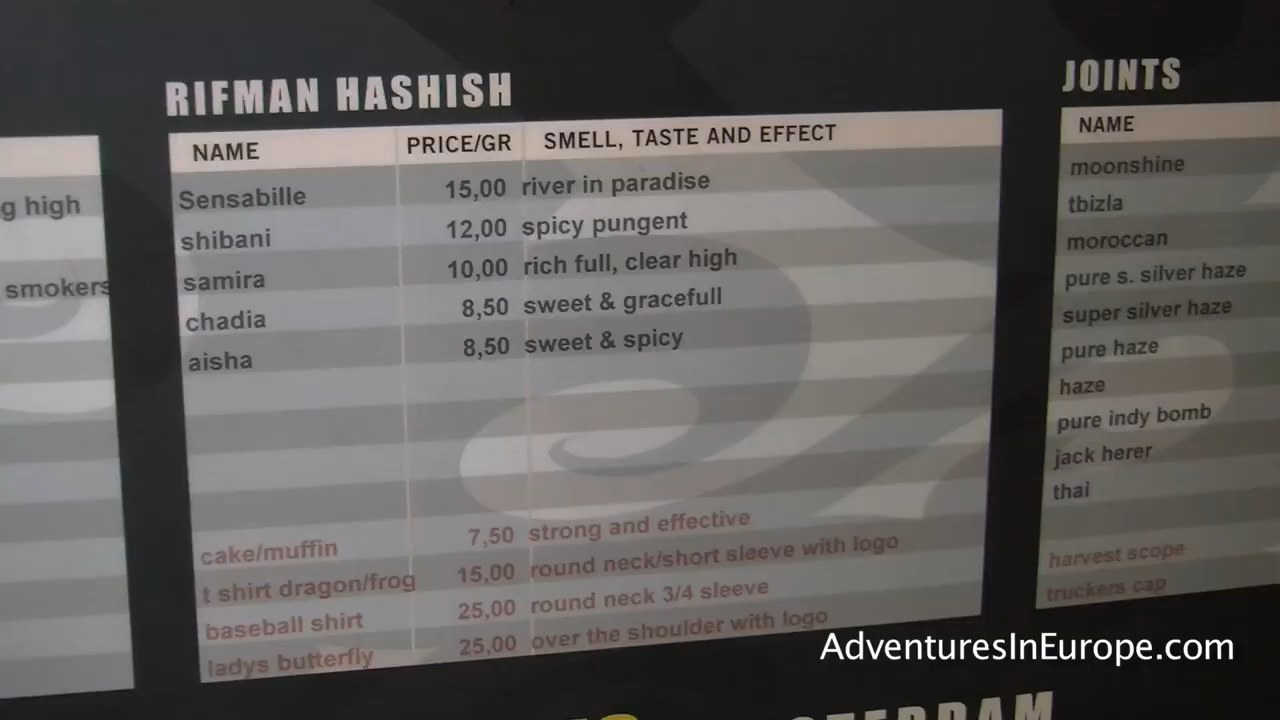 g high
smokers
RIFMAN HASHISH
NAME PRICE/GR SMELL, TASTE AND EFFECT
Sensabille 15,00 river in paradise
shibani 12,00 spicy pungent
samira 10,00 rich full, clear high
chadia 8,50 sweet & gracefull
aisha 8,50 sweet & spicy
cake/muffin 7,50 strong and effective
t shirt dragon/frog 15,00 round neck/short sleeve with logo
baseball shirt 25,00 round neck 3/4 sleeve
ladys butterfly 25,00 over the shoulder with logo
JOINTS
NAME
moonshine
tbizla
moroccan
pure s. silver haze
super silver haze
pure haze
haze
pure indy bomb
jack herer
thai
harvest scope
truckers cap
AdventuresInEurope.com